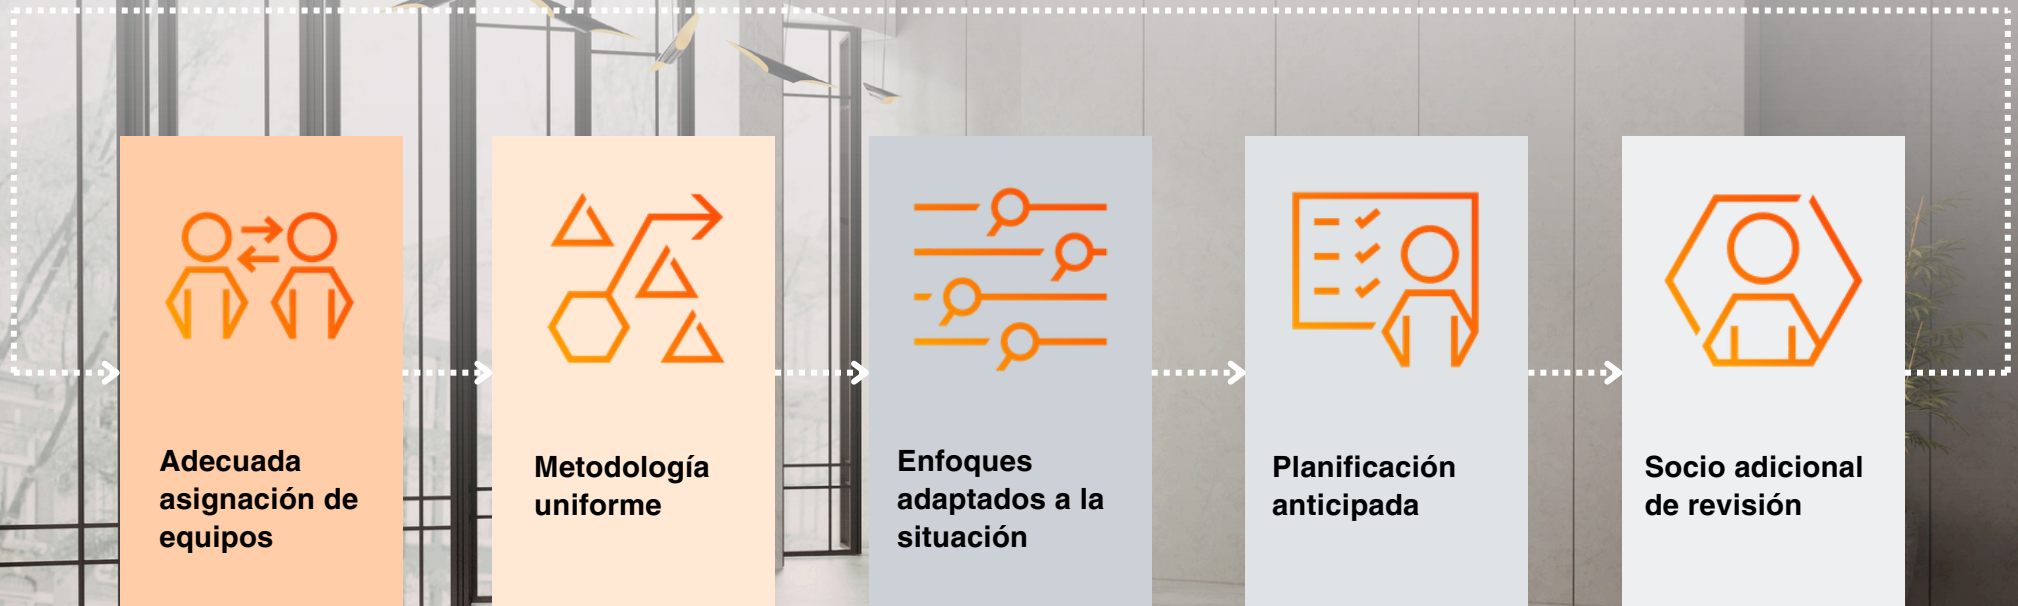 Adecuada
asignación de
equipos
Metodología
uniforme
Enfoques
adaptados a la
situación
Planificación
anticipada
Socio adicional
de revisión